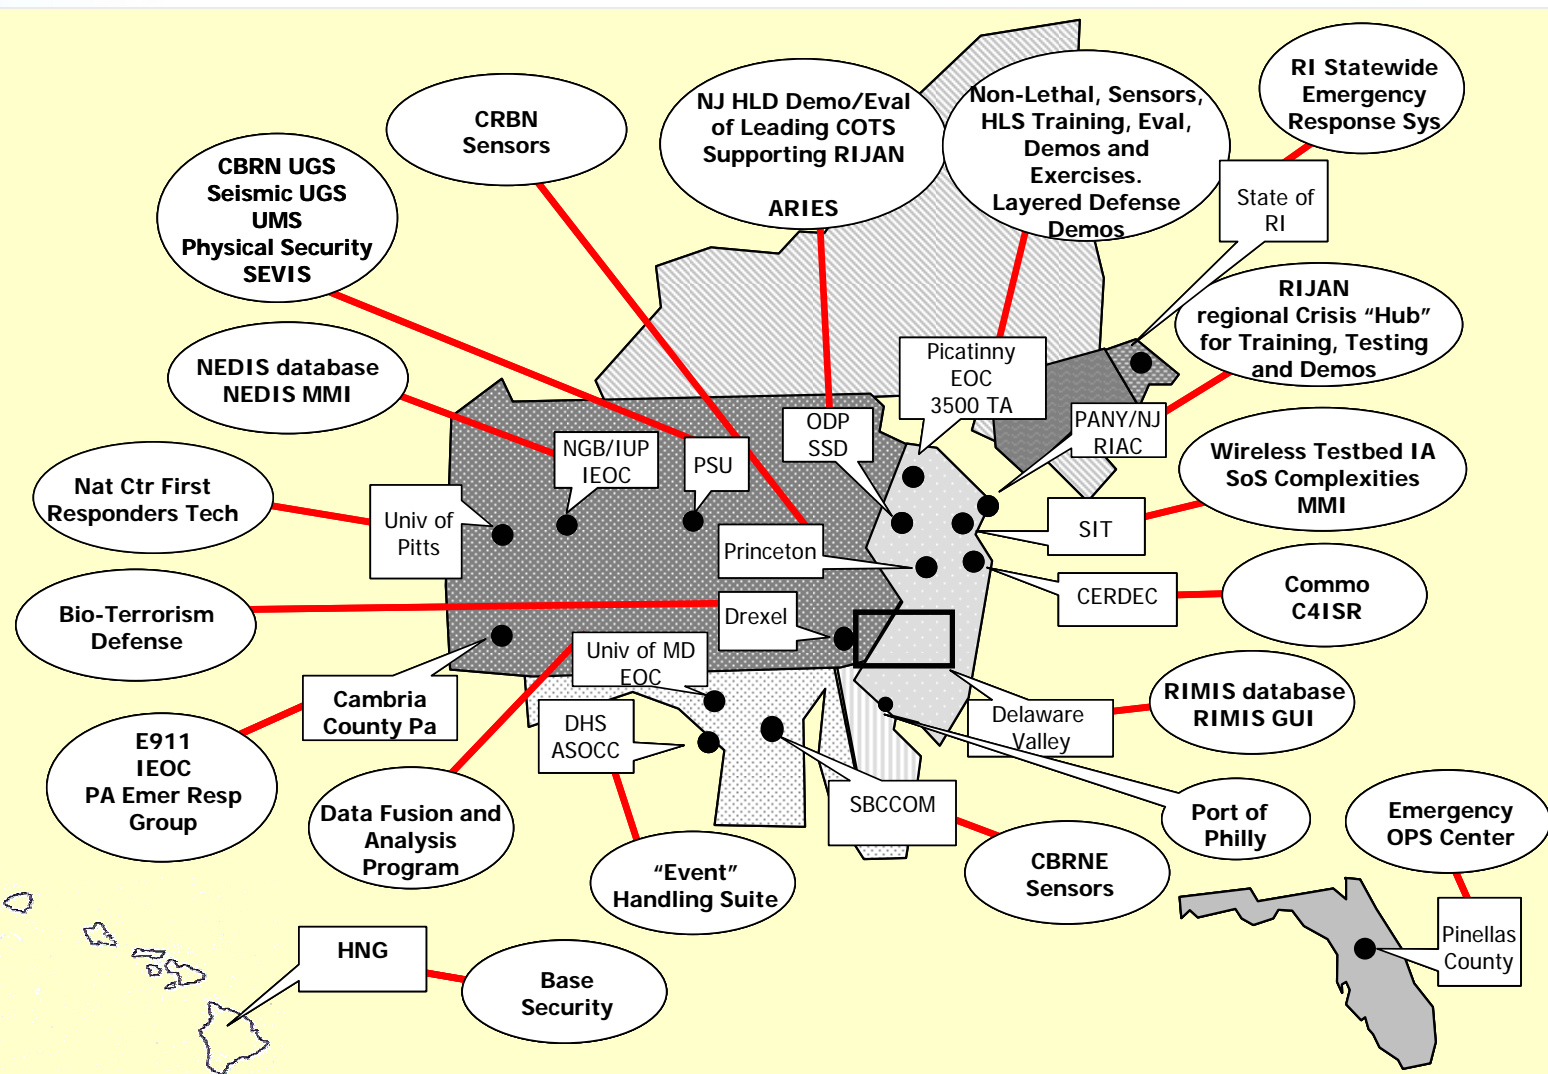 RI Statewide
Emergency
Response Sys
NJ HLD Demo/Eval
of Leading COTS
Supporting RIJAN
ARIES
Non-Lethal, Sensors,
HLS Training, Eval,
Demos and
Exercises.
Layered Defense
Demos
CRBN
Sensors
CBRN UGS
Seismic UGS
UMS
Physical Security
SEVIS
State of
RI
RIJAN
regional Crisis “Hub”
for Training, Testing
and Demos
NEDIS database
NEDIS MMI
Picatinny
EOC
3500 TA
ODP
SSD
PANY/NJ
RIAC
NGB/IUP
IEOC
PSU
Wireless Testbed IA
SoS Complexities
MMI
Nat Ctr First
Responders Tech
Univ of
Pitts
SIT
Princeton
CERDEC
Commo
C4ISR
Bio-Terrorism
Defense
Drexel
Univ of MD
EOC
Cambria
County Pa
DHS
ASOCC
Delaware
Valley
RIMIS database
RIMIS GUI
E911
IEOC
PA Emer Resp
Group
Data Fusion and
Analysis
Program
SBCCOM
Port of
Philly
Emergency
OPS Center
“Event”
Handling Suite
CBRNE
Sensors
HNG
Base
Security
Pinellas
County